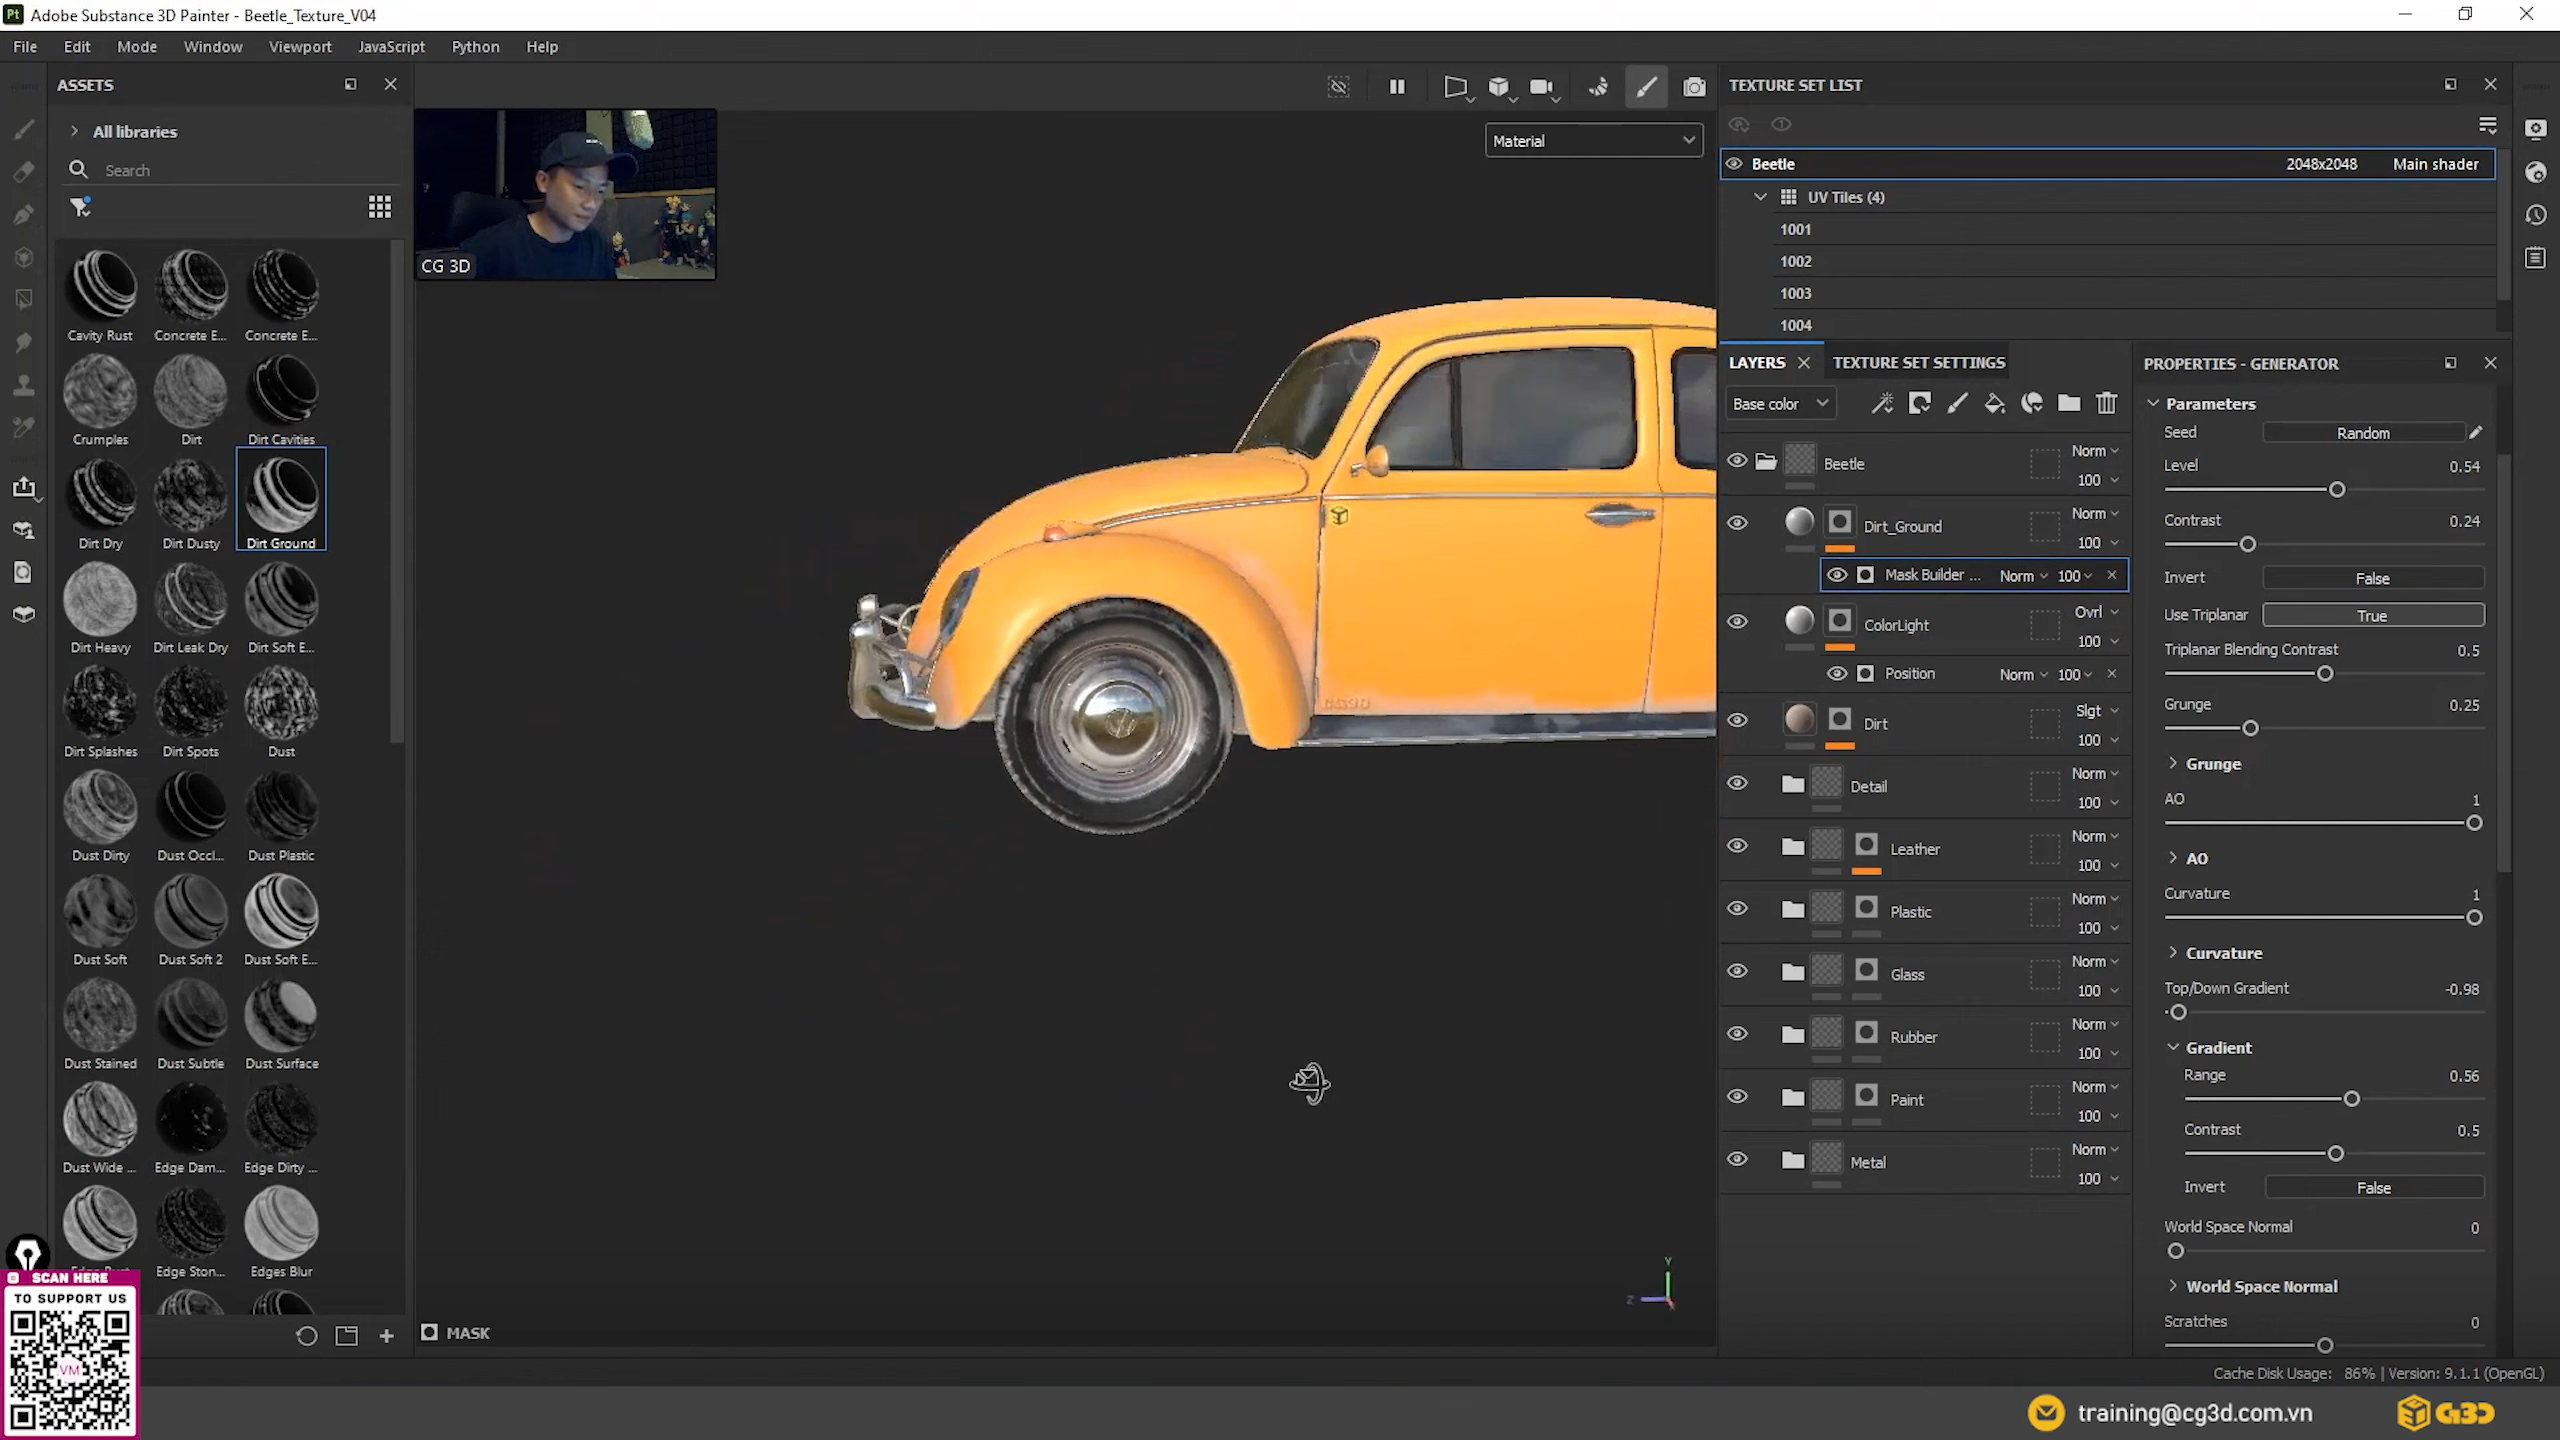 Pt Adobe Substance 3D Painter - Beetle_Texture_V04
File Edit Mode Window Viewport JavaScript Python Help
ASSETS
All libraries
Search
Cavity Rust Concrete E... Concrete E...
Crumples Dirt Dirt Cavities
Dirt Dry Dirt Dusty Dirt Ground
Dirt Heavy Dirt Leak Dry Dirt Soft E...
Dirt Splashes Dirt Spots Dust
Dust Dirty Dust Occl... Dust Plastic
Dust Soft Dust Soft 2 Dust Soft E...
Dust Stained Dust Subtle Dust Surface
Dust Wide ... Edge Dam... Edge Dirty ...
Edge Ston... Edges Blur
SCAN HERE
TO SUPPORT US
VM
CG 3D
Material
MASK
Y
Z
TEXTURE SET LIST
Beetle 2048x2048 Main shader
UV Tiles (4)
1001
1002
1003
1004
LAYERS TEXTURE SET SETTINGS
Base color
Beetle Norm 100
Dirt_Ground Norm 100
Mask Builder ... Norm 100
ColorLight Ovrl 100
Position Norm 100
Dirt Slgt 100
Detail Norm 100
Leather Norm 100
Plastic Norm 100
Glass Norm 100
Rubber Norm 100
Paint Norm 100
Metal Norm 100
PROPERTIES - GENERATOR
Parameters
Seed Random
Level 0.54
Contrast 0.24
Invert False
Use Triplanar True
Triplanar Blending Contrast 0.5
Grunge 0.25
Grunge
AO 1
AO
Curvature 1
Curvature
Top/Down Gradient -0.98
Gradient
Range 0.56
Contrast 0.5
Invert False
World Space Normal 0
World Space Normal
Scratches 0
Cache Disk Usage: 86% | Version: 9.1.1 (OpenGL)
training@cg3d.com.vn
CG3D